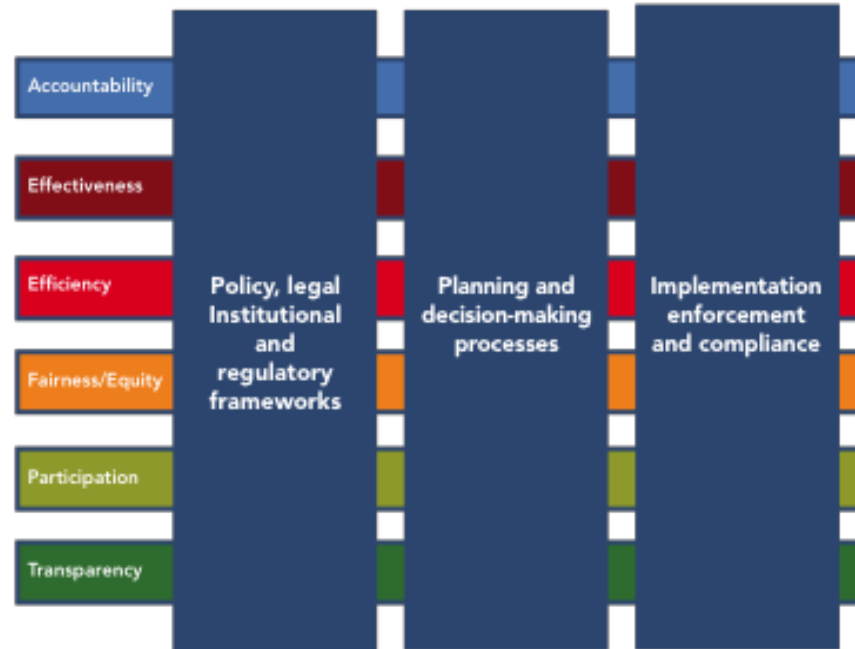 Accountability
Effectiveness
Efficiency
Fairness/Equity
Participation
Transparency
Policy, legal
Institutional
and
regulatory
frameworks
Planning and
decision-making
processes
Implementation
enforcement
and compliance